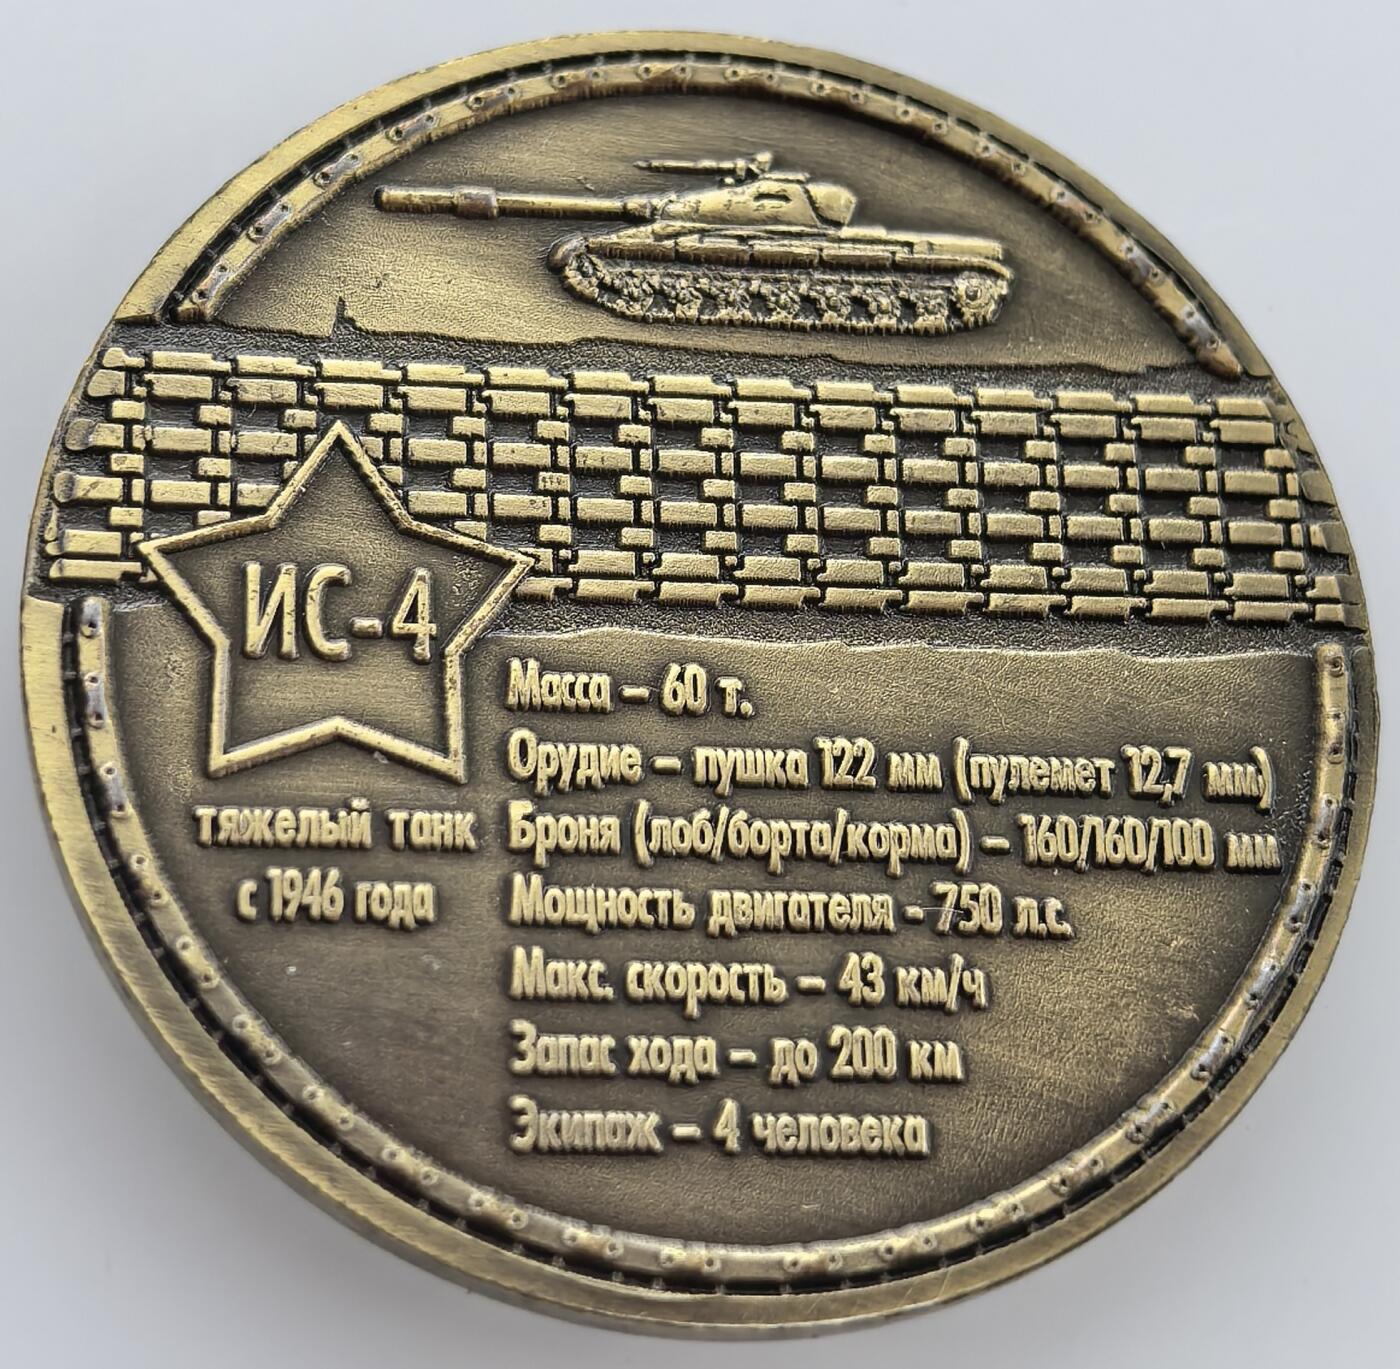 ИС-4
тяжелый танк
с 1946 года
Масса – 60 т.
Орудие – пушка 122 мм (пулемет 12,7 мм)
Броня (лоб/борта/корма) – 160/160/100 мм
Мощность двигателя – 750 л.с.
Макс. скорость – 43 км/ч
Запас хода – до 200 км
Экипаж – 4 человека